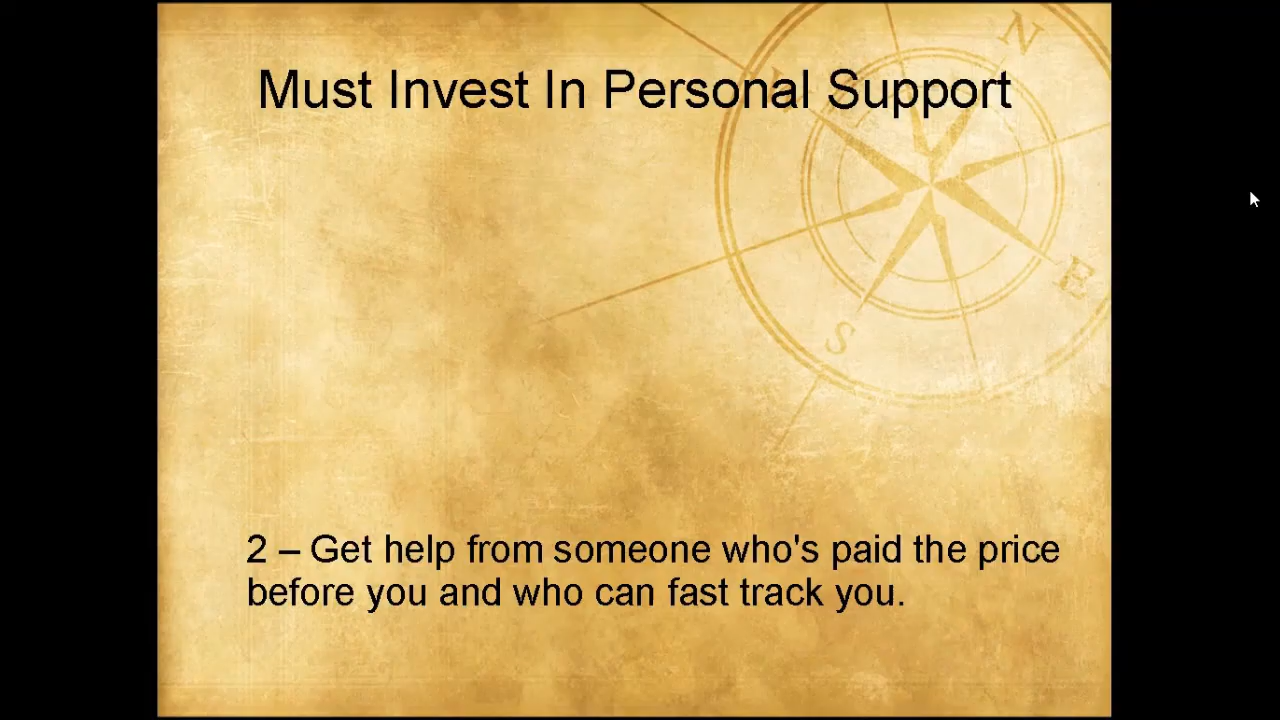 Must Invest In Personal Support
N
E
S
2 – Get help from someone who's paid the price
before you and who can fast track you.